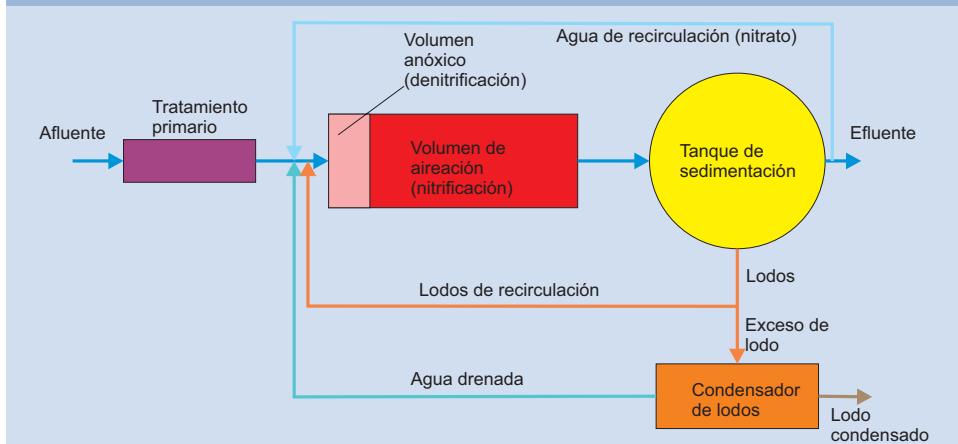 Volumen
anóxico
(denitrificación)
Agua de recirculación (nitrato)
Tratamiento
primario
Afluente
Volumen de
aireación
(nitrificación)
Tanque de
sedimentación
Efluente
Lodos
Lodos de recirculación
Exceso de
lodo
Agua drenada
Condensador
de lodos
Lodo
condensado